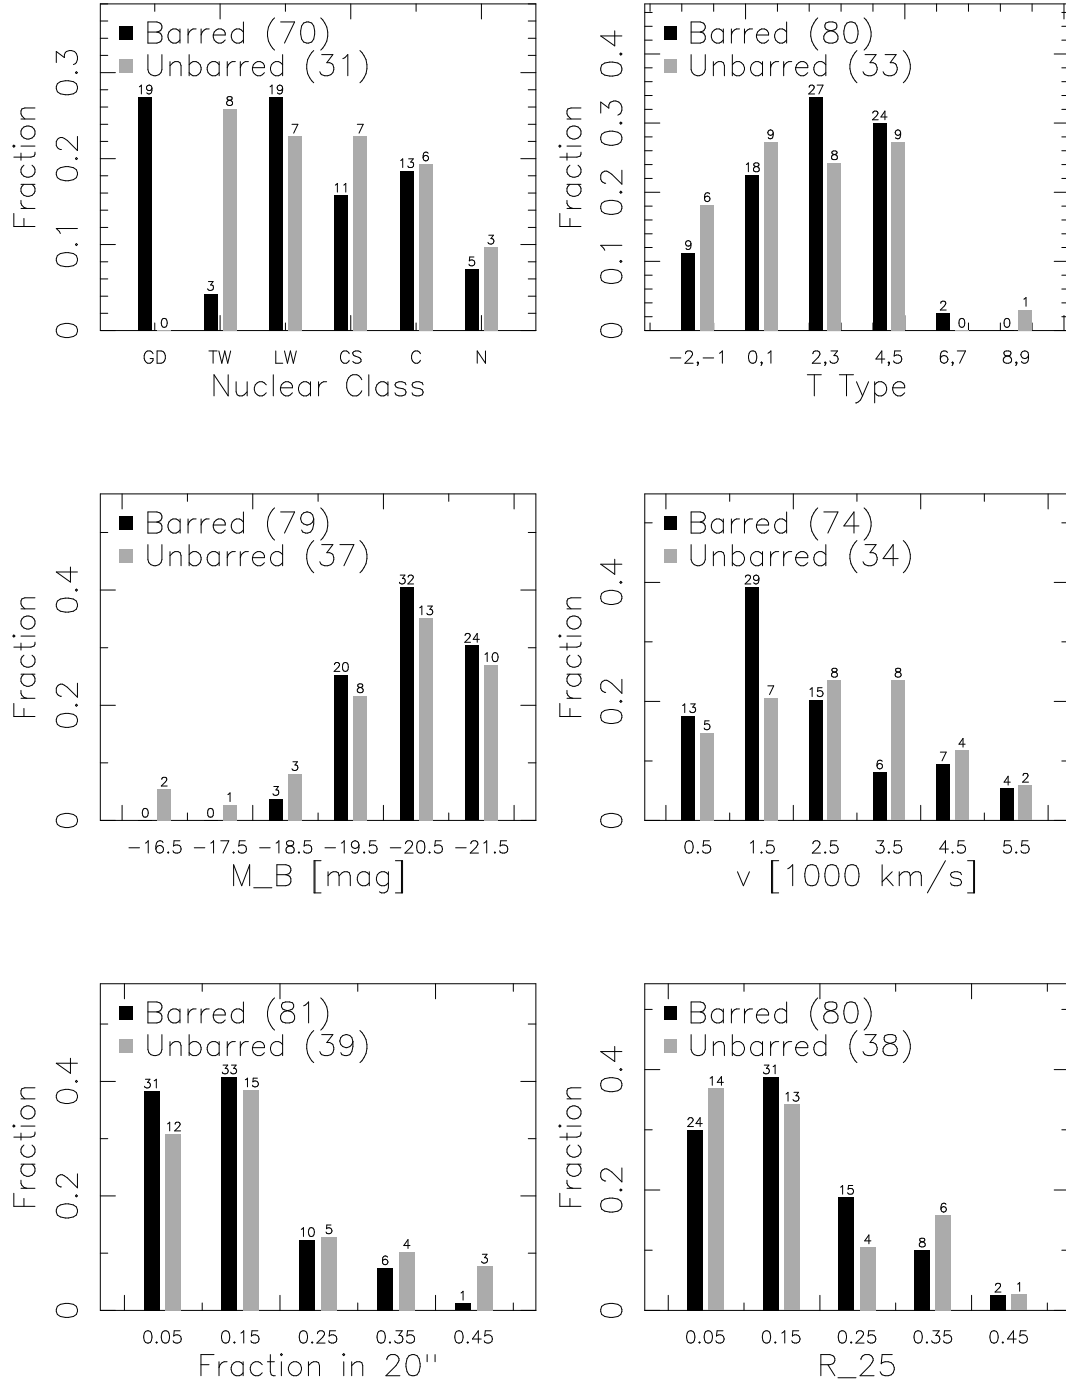 Barred (70)
Unbarred (31)
Fraction
0 0.1 0.2 0.3
19 0 3 8 19 7 11 7 13 6 5 3
GD TW LW CS C N
Nuclear Class
Barred (80)
Unbarred (33)
Fraction
0 0.1 0.2 0.3 0.4
9 6 18 9 27 8 24 9 2 0 0 1
−2,−1 0,1 2,3 4,5 6,7 8,9
T Type
Barred (79)
Unbarred (37)
Fraction
0 0.2 0.4
0 2 0 1 3 3 20 8 32 13 24 10
−16.5 −17.5 −18.5 −19.5 −20.5 −21.5
M_B [mag]
Barred (74)
Unbarred (34)
Fraction
0 0.2 0.4
13 5 29 7 15 8 6 8 7 4 4 2
0.5 1.5 2.5 3.5 4.5 5.5
v [1000 km/s]
Barred (81)
Unbarred (39)
Fraction
0 0.2 0.4
31 12 33 15 10 5 6 4 1 3
0.05 0.15 0.25 0.35 0.45
Fraction in 20"
Barred (80)
Unbarred (38)
Fraction
0 0.2 0.4
24 14 31 13 15 4 8 6 2 1
0.05 0.15 0.25 0.35 0.45
R_25